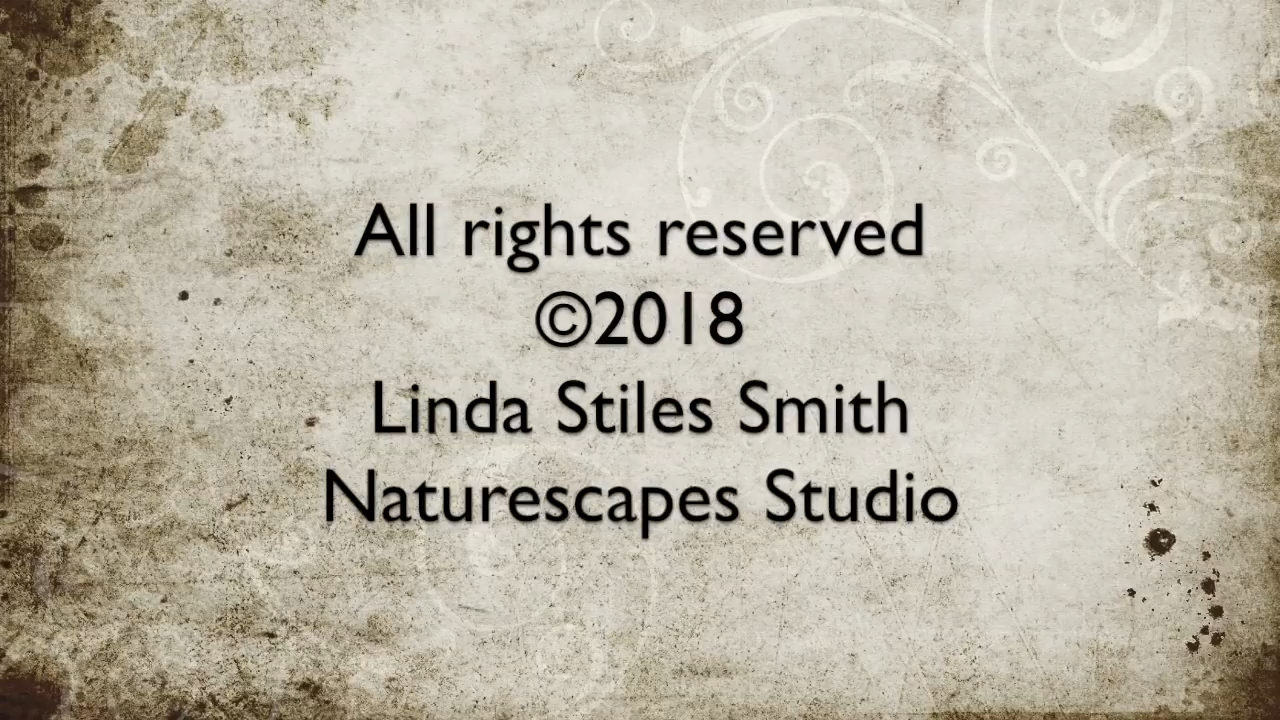 All rights reserved
©2018
Linda Stiles Smith
Naturescapes Studio